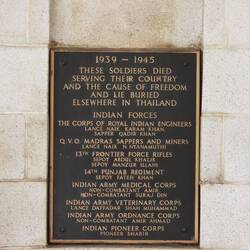 1939 – 1945
THESE SOLDIERS DIED
SERVING THEIR COUNTRY
AND THE CAUSE OF FREEDOM
AND LIE BURIED
ELSEWHERE IN THAILAND
INDIAN FORCES
THE CORPS OF ROYAL INDIAN ENGINEERS
LANCE NAIK KARAM KHAN
SAPPER QADIR KHAN
Q.V.O. MADRAS SAPPERS AND MINERS
LANCE NAIK N NYANAMUTHU
13TH FRONTIER FORCE RIFLES
SEPOY ABDUL KHALIK
SEPOY MANZUR ILLAHI
14TH PUNJAB REGIMENT
SEPOY FATEH KHAN
INDIAN ARMY MEDICAL CORPS
NON-COMBATANT AMIR
NON-COMBATANT SURAJ DIN
INDIAN ARMY VETERINARY CORPS
LANCE DAFFADAR SHAH MUHAMMAD
INDIAN ARMY ORDNANCE CORPS
NON-COMBATANT AMIR AHMAD
INDIAN PIONEER CORPS
PIONEER SHABIR